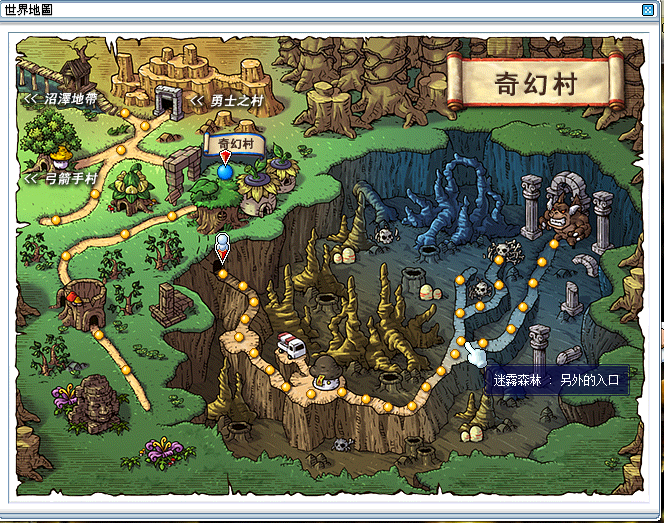 世界地圖
奇幻村
<< 沼澤地帶
<< 勇士之村
奇幻村
<< 弓箭手村
迷霧森林 : 另外的入口